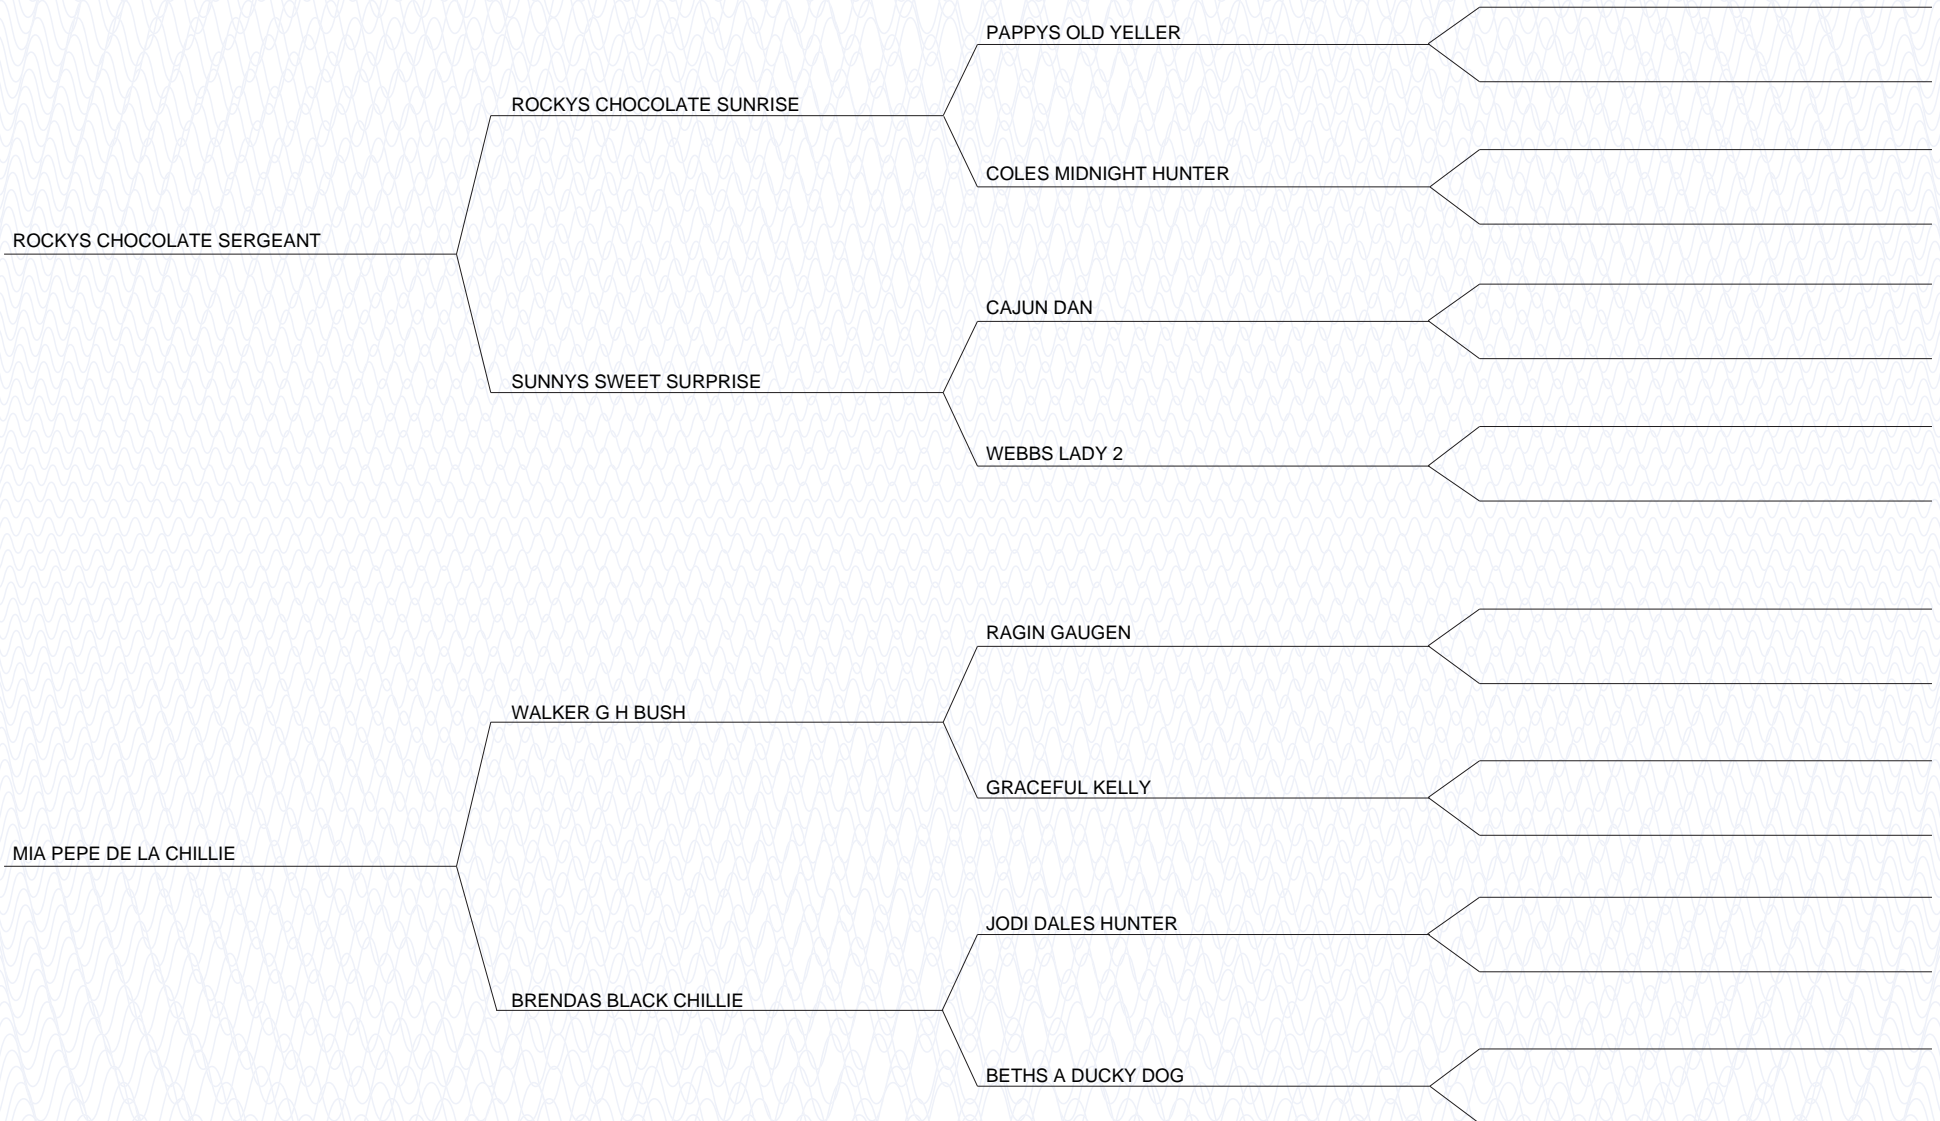 PAPPYS OLD YELLER
ROCKYS CHOCOLATE SUNRISE
COLES MIDNIGHT HUNTER
ROCKYS CHOCOLATE SERGEANT
CAJUN DAN
SUNNYS SWEET SURPRISE
WEBBS LADY 2
RAGIN GAUGEN
WALKER G H BUSH
GRACEFUL KELLY
MIA PEPE DE LA CHILLIE
JODI DALES HUNTER
BRENDAS BLACK CHILLIE
BETHS A DUCKY DOG